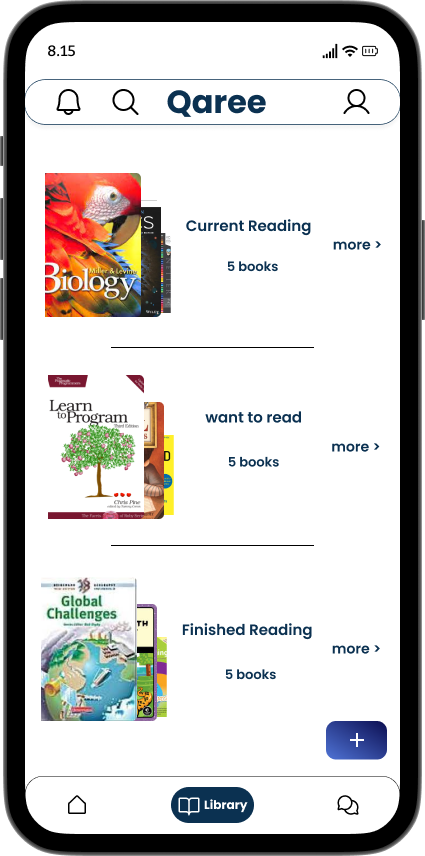 8.15
Qaree
Miller & Levine
Biology
WILEY
Current Reading
5 books
more >
Learn
to Program
Third Edition
Chris Pine
want to read
5 books
more >
Global
Challenges
Finished Reading
5 books
more >
+
Library